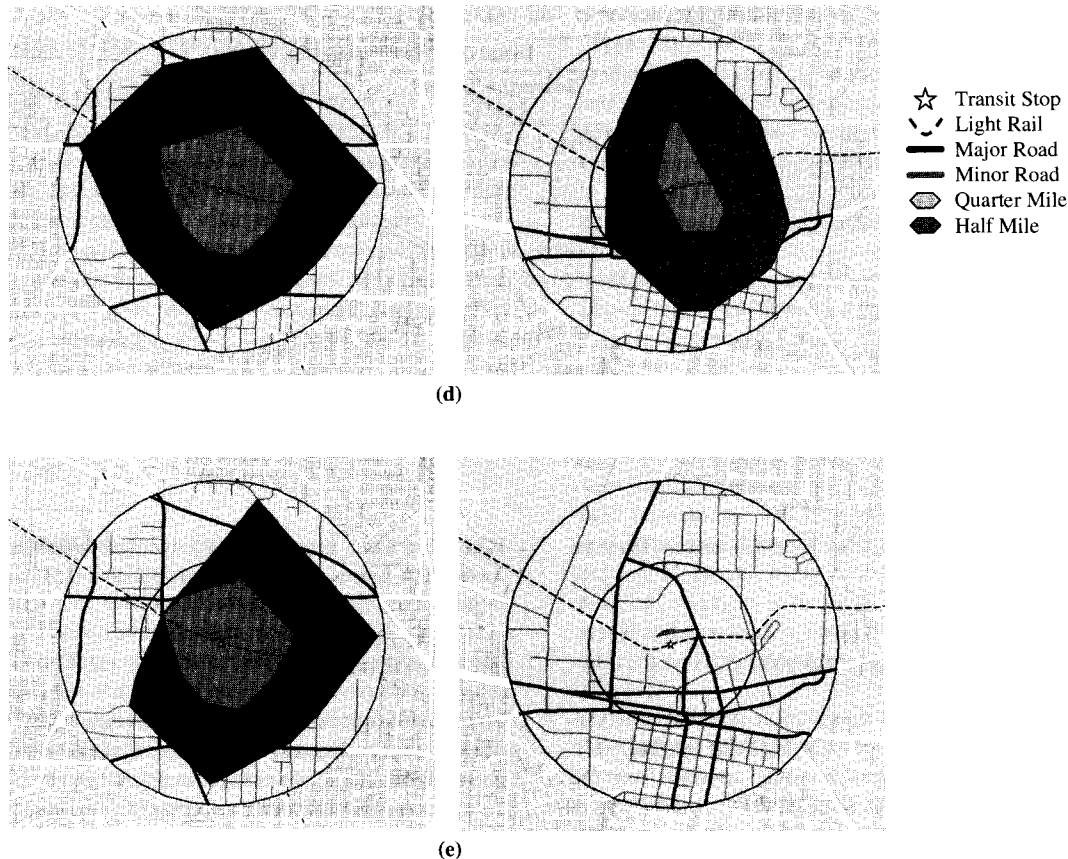 Transit Stop
Light Rail
Major Road
Minor Road
Quarter Mile
Half Mile
(d)
(e)